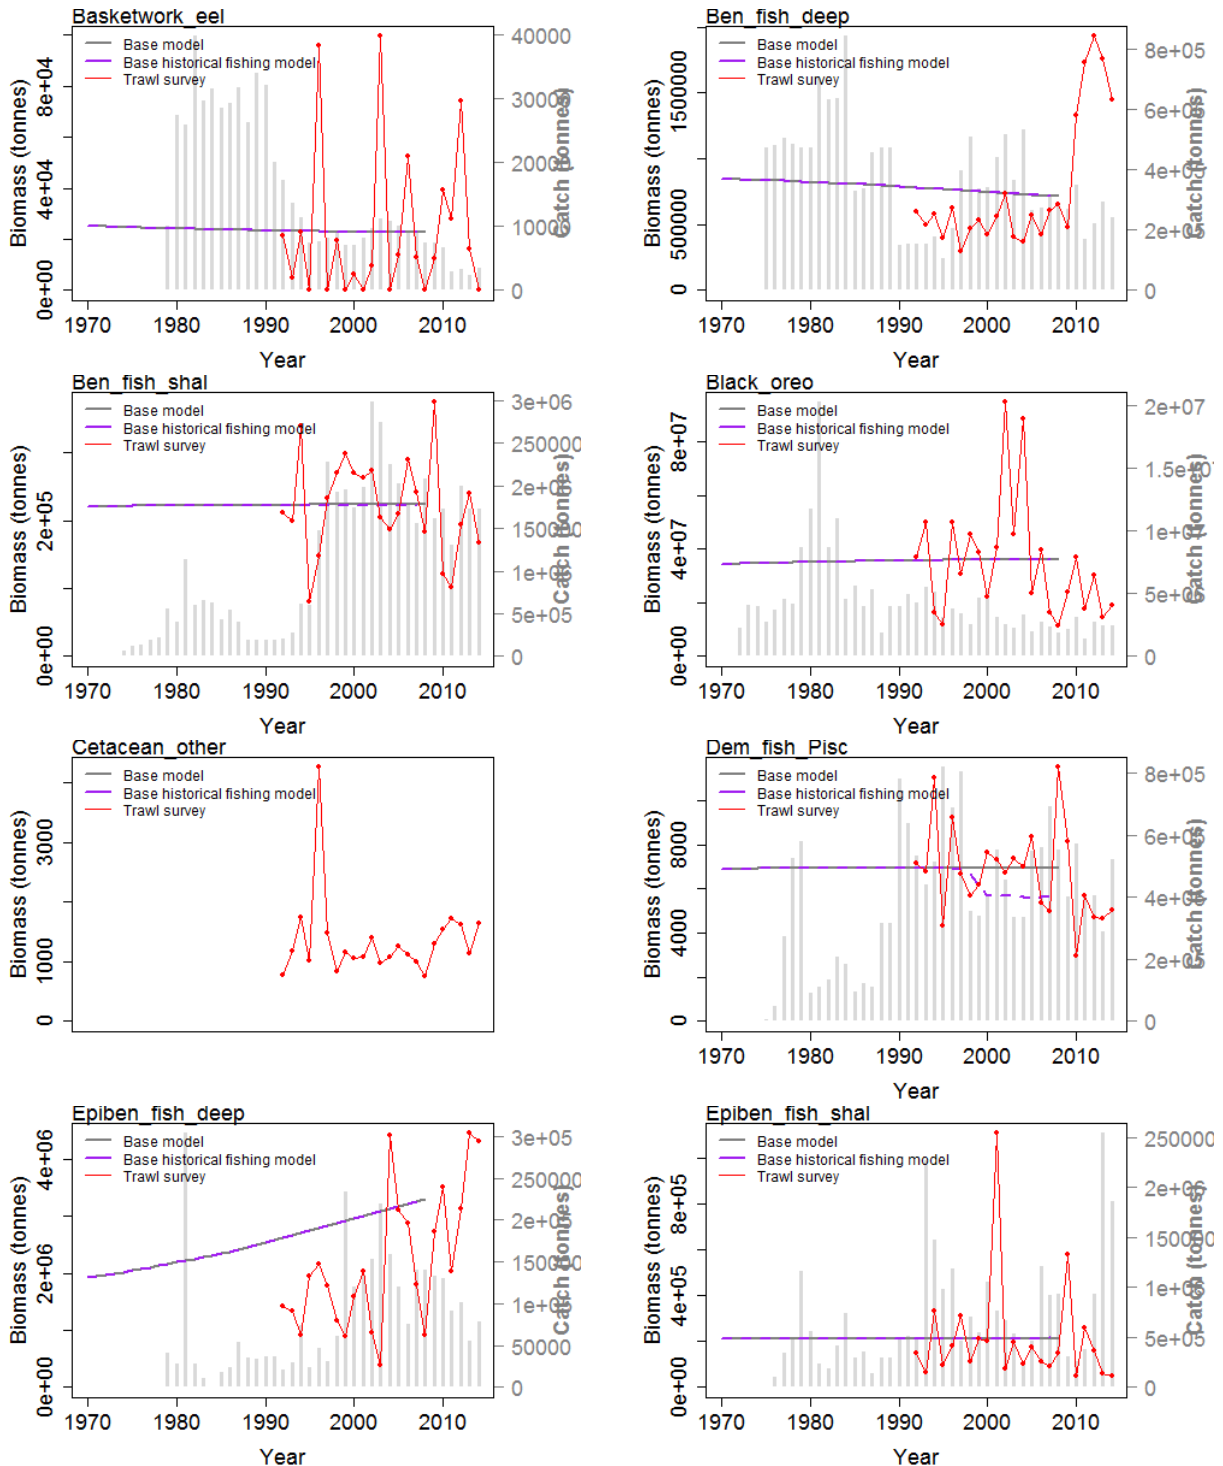 Basketwork_eel
Base model
Base historical fishing model
Trawl survey
Biomass (tonnes)
0e+00
4e+04
8e+04
Catch (tonnes)
0
10000
20000
30000
40000
1970 1980 1990 2000 2010
Year
Ben_fish_deep
Base model
Base historical fishing model
Trawl survey
Biomass (tonnes)
0
50000
150000
Catch (tonnes)
0
2e+05
4e+05
6e+05
8e+05
1970 1980 1990 2000 2010
Year
Ben_fish_shal
Base model
Base historical fishing model
Trawl survey
Biomass (tonnes)
0e+00
2e+05
Catch (tonnes)
0
5e+05
1e+06
150000
2e+06
250000
3e+06
1970 1980 1990 2000 2010
Year
Black_oreo
Base model
Base historical fishing model
Trawl survey
Biomass (tonnes)
0e+00
4e+07
8e+07
Catch (tonnes)
0
5e+06
1e+07
1.5e+07
2e+07
1970 1980 1990 2000 2010
Year
Cetacean_other
Base model
Base historical fishing model
Trawl survey
Biomass (tonnes)
0
1000
3000
1970 1980 1990 2000 2010
Year
Dem_fish_Pisc
Base model
Base historical fishing model
Trawl survey
Biomass (tonnes)
0
4000
8000
Catch (tonnes)
0
2e+05
4e+05
6e+05
8e+05
1970 1980 1990 2000 2010
Year
Epiben_fish_deep
Base model
Base historical fishing model
Trawl survey
Biomass (tonnes)
0e+00
2e+06
4e+06
Catch (tonnes)
0
50000
1e+05
150000
2e+05
250000
3e+05
1970 1980 1990 2000 2010
Year
Epiben_fish_shal
Base model
Base historical fishing model
Trawl survey
Biomass (tonnes)
0e+00
4e+05
8e+05
Catch (tonnes)
0
5e+05
1e+06
150000
2e+06
250000
1970 1980 1990 2000 2010
Year